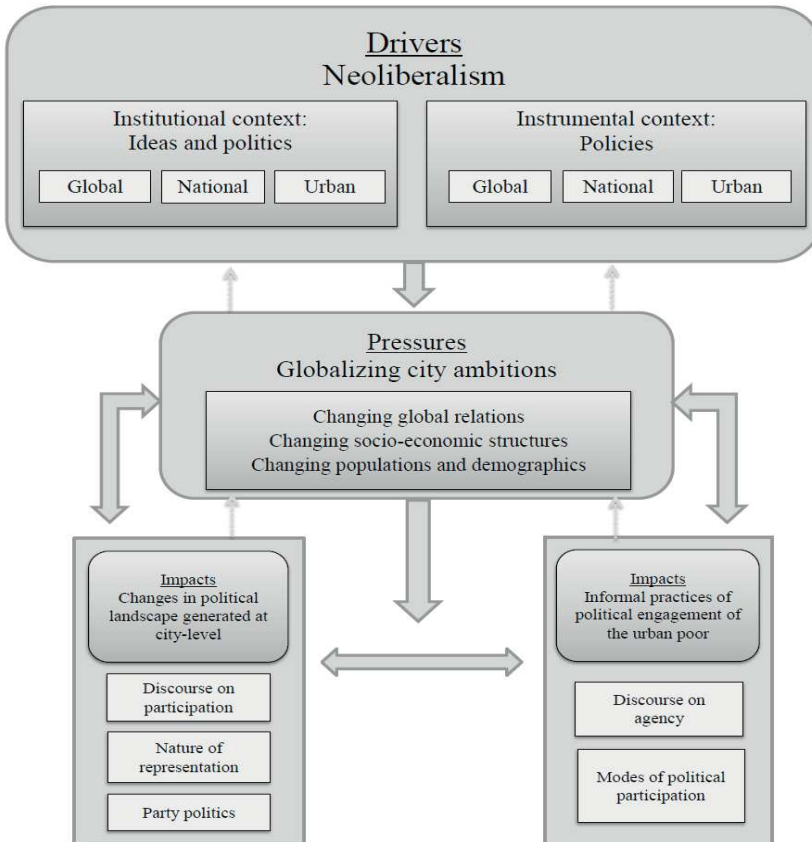 Drivers
Neoliberalism
Institutional context:
Ideas and politics
Global
National
Urban
Instrumental context:
Policies
Global
National
Urban
Pressures
Globalizing city ambitions
Changing global relations
Changing socio-economic structures
Changing populations and demographics
Impacts
Changes in political
landscape generated at
city-level
Discourse on
participation
Nature of
representation
Party politics
Impacts
Informal practices of
political engagement of
the urban poor
Discourse on
agency
Modes of political
participation